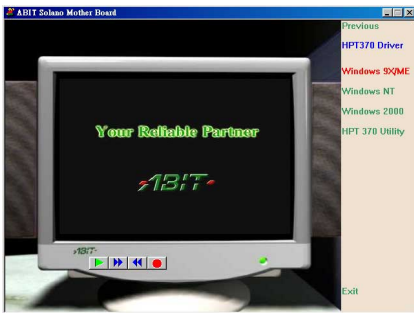 ABIT Solano Mother Board
Previous
HPT370 Driver
Windows 9X/ME
Windows NT
Windows 2000
HPT 370 Utility
Exit
Your Reliable Partner
ABIT
ABIT